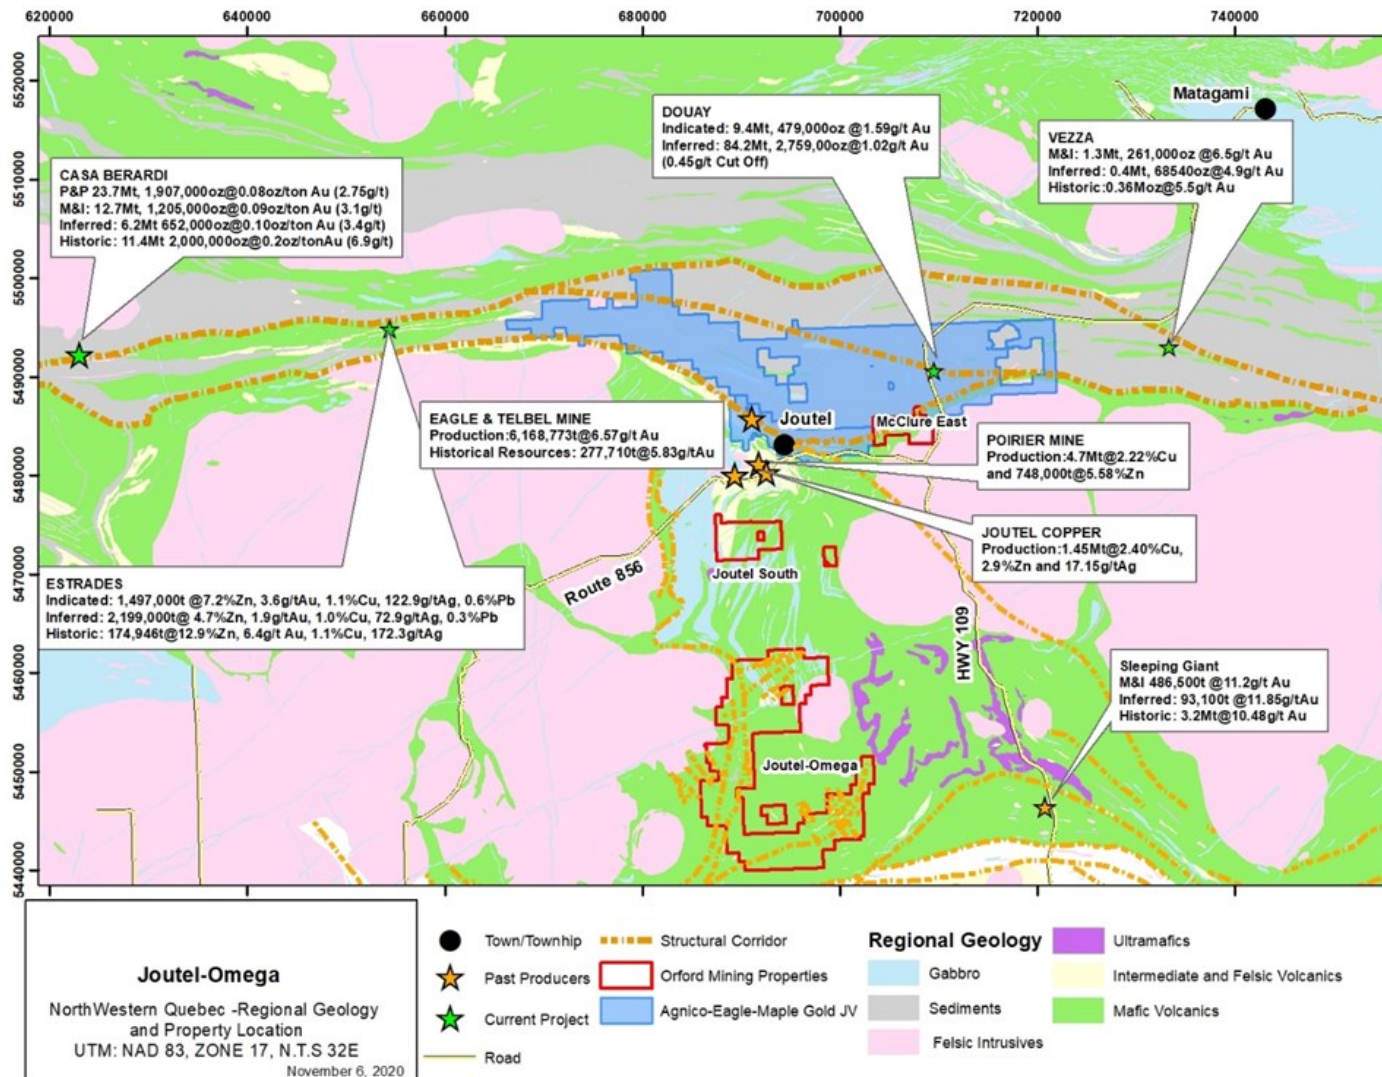 620000 640000 660000 680000 700000 720000 740000
5520000
5510000
5500000
5490000
5480000
5470000
5460000
5450000
5440000
Matagami
DOUAY
Indicated: 9.4Mt, 479,000oz @1.59g/t Au
Inferred: 84.2Mt, 2,759,00oz @1.02g/t Au
(0.45g/t Cut Off)
VEZZA
M&I: 1.3Mt, 261,000oz @6.5g/t Au
Inferred: 0.4Mt, 68540oz@4.9g/t Au
Historic:0.36Moz@5.5g/t Au
CASA BERARDI
P&P 23.7Mt, 1,907,000oz@0.08oz/ton Au (2.75g/t)
M&I: 12.7Mt, 1,205,000oz@0.09oz/ton Au (3.1g/t)
Inferred: 6.2Mt 652,000oz@0.10oz/ton Au (3.4g/t)
Historic: 11.4Mt 2,000,000oz@0.2oz/tonAu (6.9g/t)
EAGLE & TELBEL MINE
Production:6,168,773t@6.57g/t Au
Historical Resources: 277,710t@5.83g/tAu
Joutel
McClure East
POIRIER MINE
Production:4.7Mt@2.22%Cu
and 748,000t@5.58%Zn
JOUTEL COPPER
Production:1.45Mt@2.40%Cu,
2.9%Zn and 17.15g/tAg
Joutel South
Route 856
ESTRADES
Indicated: 1,497,000t @7.2%Zn, 3.6g/tAu, 1.1%Cu, 122.9g/tAg, 0.6%Pb
Inferred: 2,199,000t@ 4.7%Zn, 1.9g/tAu, 1.0%Cu, 72.9g/tAg, 0.3%Pb
Historic: 174,946t@12.9%Zn, 6.4g/t Au, 1.1%Cu, 172.3g/tAg
HWY 109
Sleeping Giant
M&I 486,500t @11.2g/t Au
Inferred: 93,100t @11.85g/tAu
Historic: 3.2Mt@10.48g/t Au
Joutel-Omega
Joutel-Omega
NorthWestern Quebec -Regional Geology
and Property Location
UTM: NAD 83, ZONE 17, N.T.S 32E
November 6, 2020
Town/Townhip
Past Producers
Current Project
Road
Structural Corridor
Orford Mining Properties
Agnico-Eagle-Maple Gold JV
Regional Geology
Gabbro
Sediments
Felsic Intrusives
Ultramafics
Intermediate and Felsic Volcanics
Mafic Volcanics